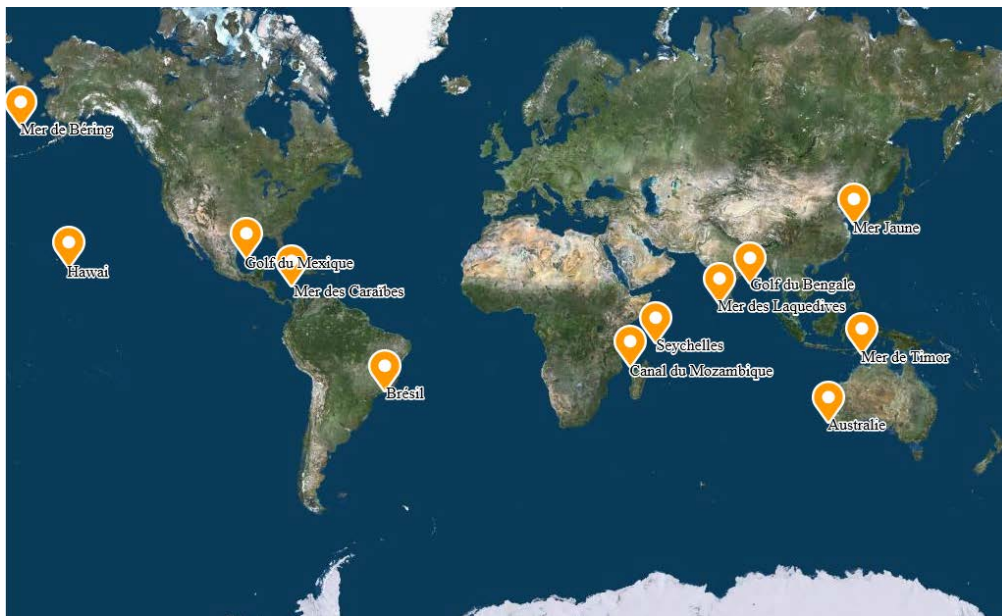 Mer de Béring
Mer Jaune
Golf du Mexique
Hawai
Golf du Bengale
Mer des Caraïbes
Mer des Laquedives
Seychelles
Mer de Timor
Canal du Mozambique
Brésil
Australie